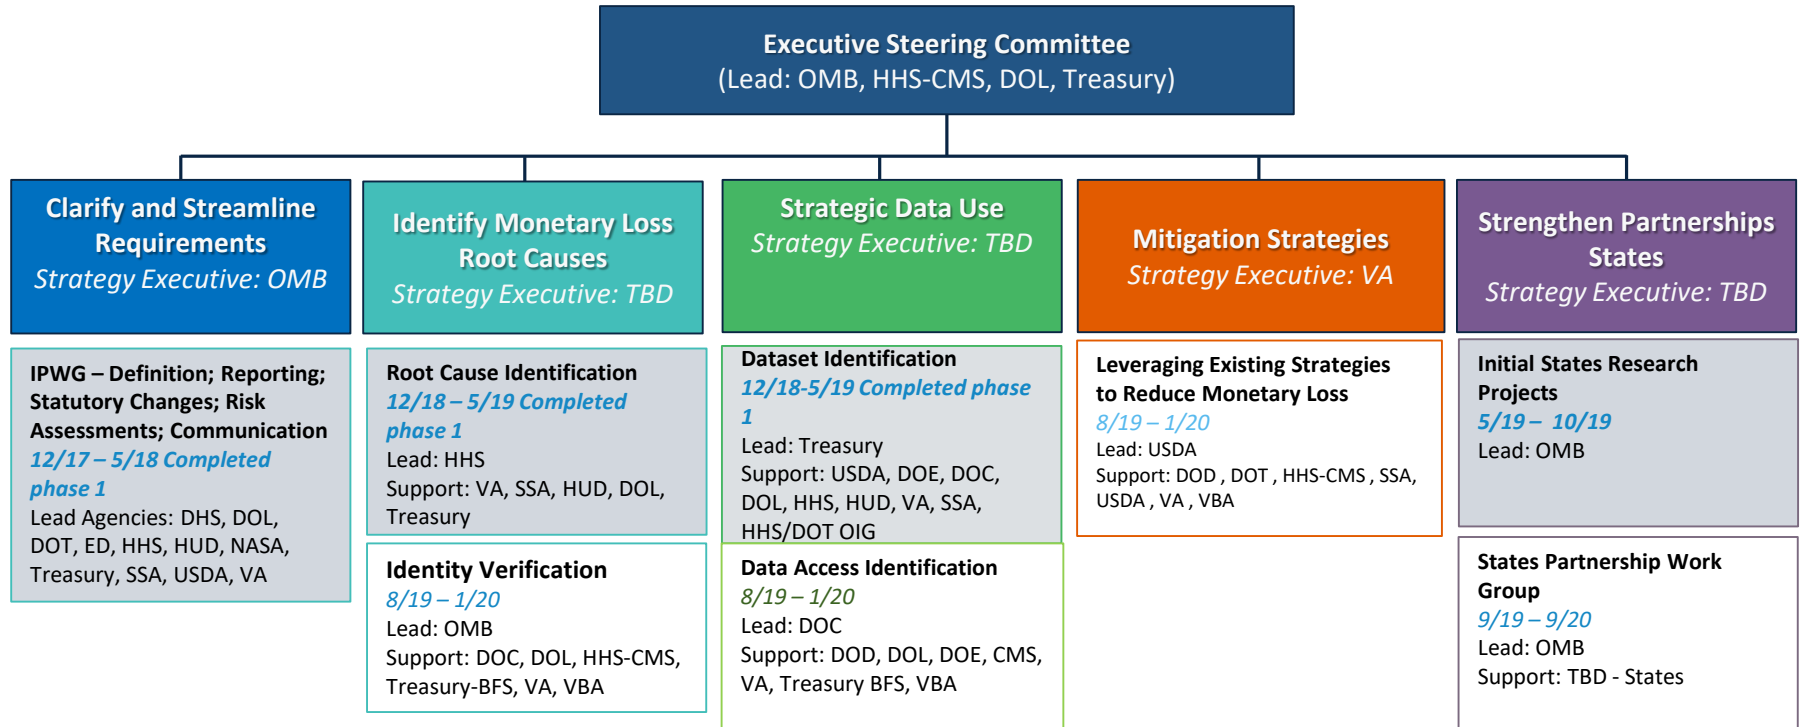 Executive Steering Committee
(Lead: OMB, HHS-CMS, DOL, Treasury)
Clarify and Streamline
Requirements
Strategy Executive: OMB
IPWG – Definition; Reporting;
Statutory Changes; Risk
Assessments; Communication
12/17 – 5/18 Completed
phase 1
Lead Agencies: DHS, DOL,
DOT, ED, HHS, HUD, NASA,
Treasury, SSA, USDA, VA
Identify Monetary Loss
Root Causes
Strategy Executive: TBD
Root Cause Identification
12/18 – 5/19 Completed
phase 1
Lead: HHS
Support: VA, SSA, HUD, DOL,
Treasury
Identity Verification
8/19 – 1/20
Lead: OMB
Support: DOC, DOL, HHS-CMS,
Treasury-BFS, VA, VBA
Strategic Data Use
Strategy Executive: TBD
Dataset Identification
12/18-5/19 Completed phase
1
Lead: Treasury
Support: USDA, DOE, DOC,
DOL, HHS, HUD, VA, SSA,
HHS/DOT OIG
Data Access Identification
8/19 – 1/20
Lead: DOC
Support: DOD, DOL, DOE, CMS,
VA, Treasury BFS, VBA
Mitigation Strategies
Strategy Executive: VA
Leveraging Existing Strategies
to Reduce Monetary Loss
8/19 – 1/20
Lead: USDA
Support: DOD , DOT , HHS-CMS , SSA,
USDA , VA , VBA
Strengthen Partnerships
States
Strategy Executive: TBD
Initial States Research
Projects
5/19 – 10/19
Lead: OMB
States Partnership Work
Group
9/19 – 9/20
Lead: OMB
Support: TBD - States